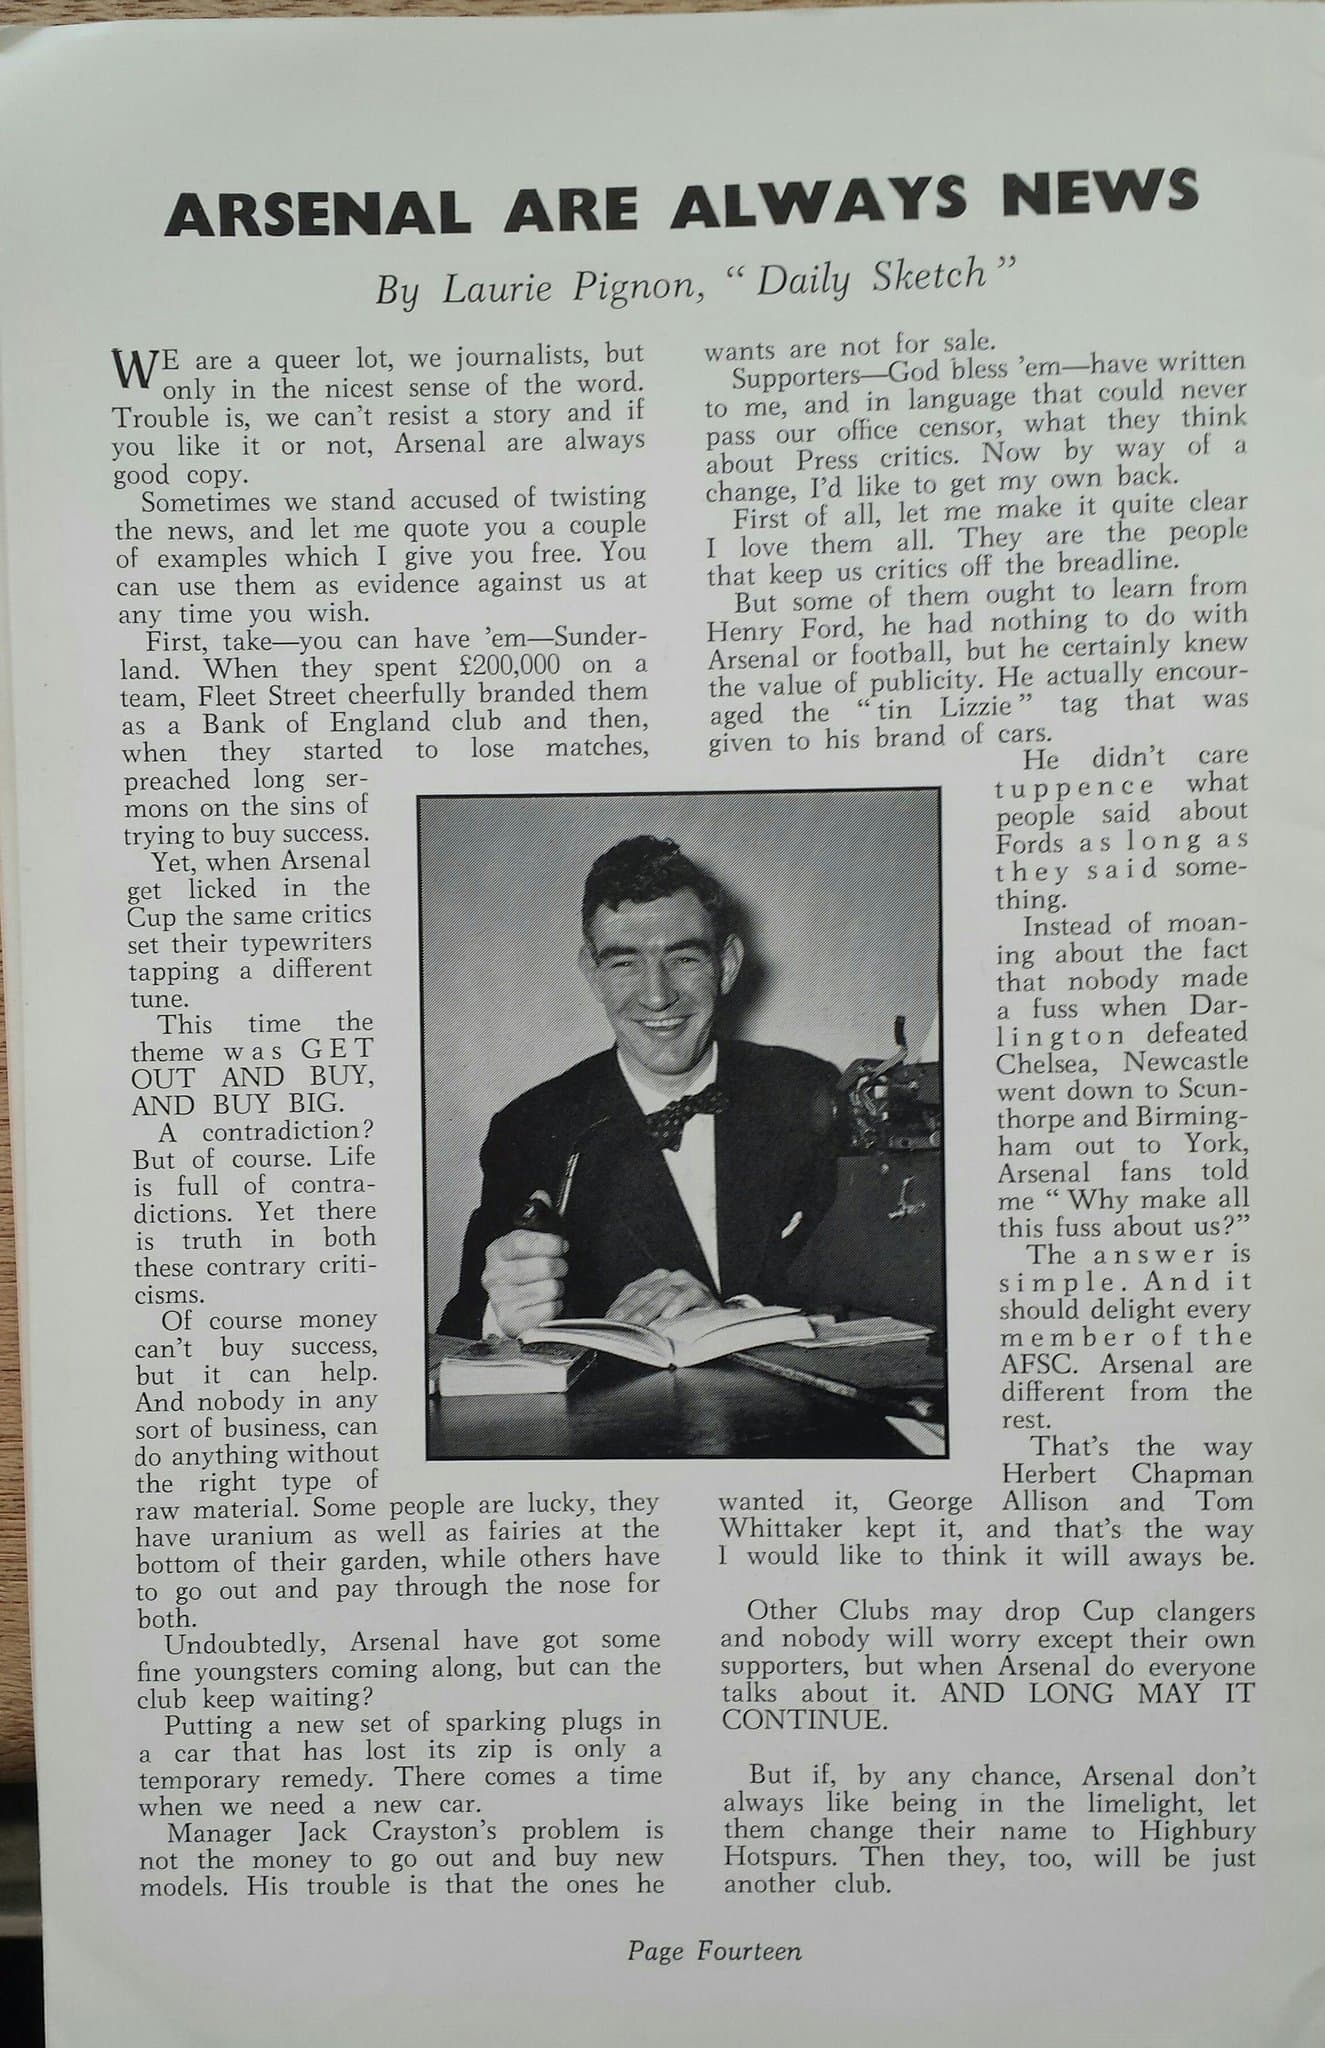 ARSENAL ARE ALWAYS NEWS
By Laurie Pignon, “ Daily Sketch ”
WE are a queer lot, we journalists, but
only in the nicest sense of the word.
Trouble is, we can’t resist a story and if
you like it or not, Arsenal are always
good copy.
Sometimes we stand accused of twisting
the news, and let me quote you a couple
of examples which I give you free. You
can use them as evidence against us at
any time you wish.
First, take—you can have ’em—Sunder-
land. When they spent £200,000 on a
team, Fleet Street cheerfully branded them
as a Bank of England club and then,
when they started to lose matches,
preached long ser-
mons on the sins of
trying to buy success.
Yet, when Arsenal
get licked in the
Cup the same critics
set their typewriters
tapping a different
tune.
This time the
theme was GET
OUT AND BUY,
AND BUY BIG.
A contradiction?
But of course. Life
is full of contra-
dictions. Yet there
is truth in both
these contrary criti-
cisms.
Of course money
can’t buy success,
but it can help.
And nobody in any
sort of business, can
do anything without
the right type of
raw material. Some people are lucky, they
have uranium as well as fairies at the
bottom of their garden, while others have
to go out and pay through the nose for
both.
Undoubtedly, Arsenal have got some
fine youngsters coming along, but can the
club keep waiting?
Putting a new set of sparking plugs in
a car that has lost its zip is only a
temporary remedy. There comes a time
when we need a new car.
Manager Jack Crayston’s problem is
not the money to go out and buy new
models. His trouble is that the ones he
wants are not for sale.
Supporters—God bless ’em—have written
to me, and in language that could never
pass our office censor, what they think
about Press critics. Now by way of a
change, I’d like to get my own back.
First of all, let me make it quite clear
I love them all. They are the people
that keep us critics off the breadline.
But some of them ought to learn from
Henry Ford, he had nothing to do with
Arsenal or football, but he certainly knew
the value of publicity. He actually encour-
aged the “tin Lizzie” tag that was
given to his brand of cars.
He didn’t care
tuppence what
people said about
Fords as long as
they said some-
thing.
Instead of moan-
ing about the fact
that nobody made
a fuss when Dar-
lington defeated
Chelsea, Newcastle
went down to Scun-
thorpe and Birming-
ham out to York,
Arsenal fans told
me “ Why make all
this fuss about us?”
The answer is
simple. And it
should delight every
member of the
AFSC. Arsenal are
different from the
rest.
That’s the way
Herbert Chapman
wanted it, George Allison and Tom
Whittaker kept it, and that’s the way
I would like to think it will aways be.
Other Clubs may drop Cup clangers
and nobody will worry except their own
supporters, but when Arsenal do everyone
talks about it. AND LONG MAY IT
CONTINUE.
But if, by any chance, Arsenal don’t
always like being in the limelight, let
them change their name to Highbury
Hotspurs. Then they, too, will be just
another club.
Page Fourteen